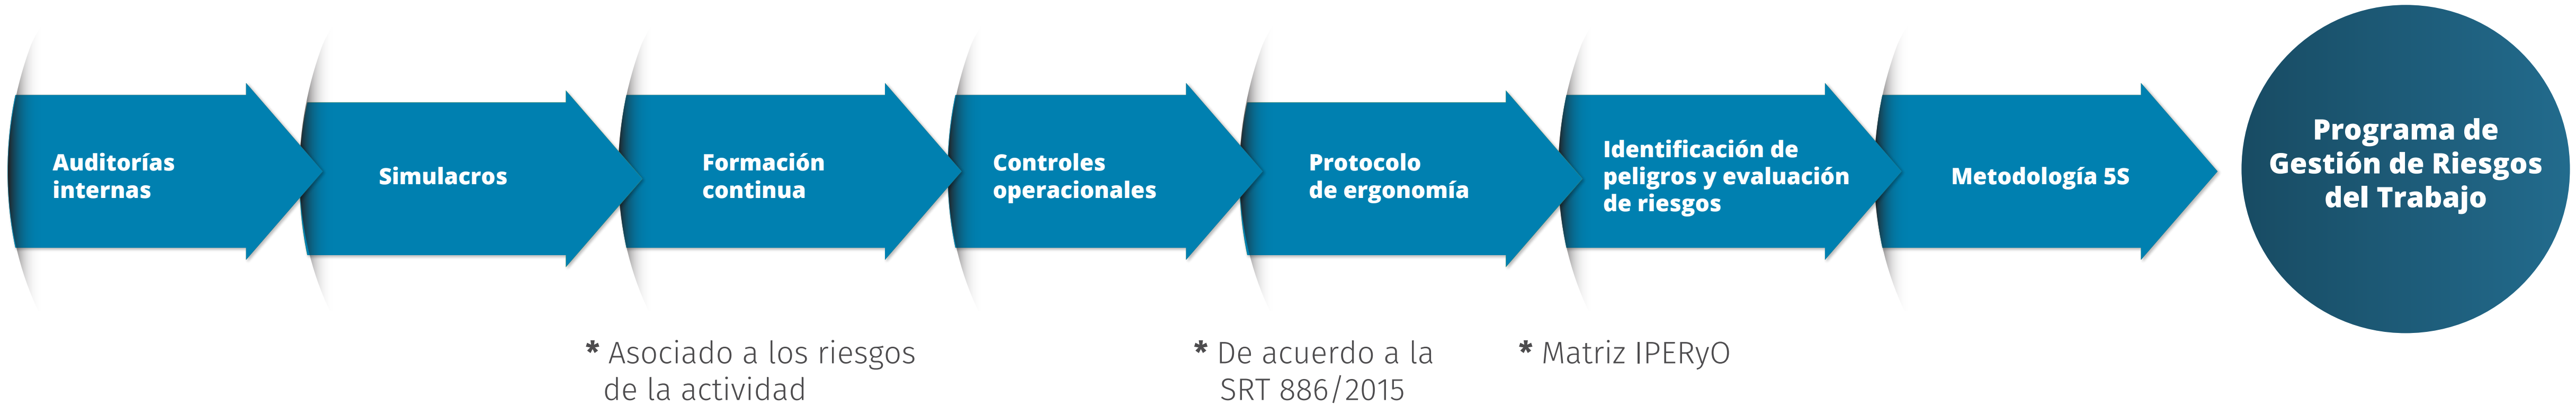 Auditorías
internas
Simulacros
Formación
continua
Controles
operacionales
Protocolo
de ergonomía
Identificación de
peligros y evaluación
de riesgos
Metodología 5S
Programa de
Gestión de Riesgos
del Trabajo
* Asociado a los riesgos
de la actividad
* De acuerdo a la
SRT 886/2015
* Matriz IPERyO